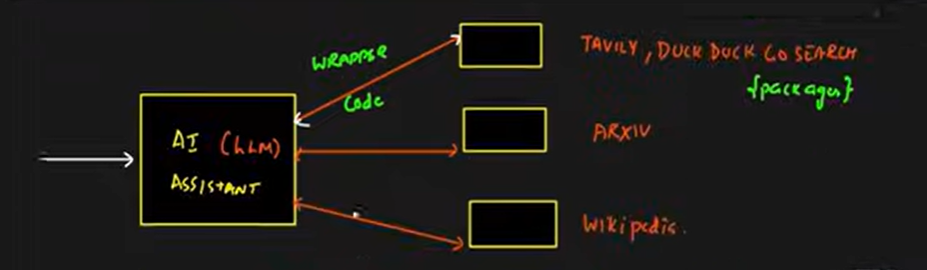 WRAPPER
Code
TAVILY, DUCK DUCK GO SEARCH
{packages}
AI (LLM)
ASSISTANT
ARXIV
Wikipedia.